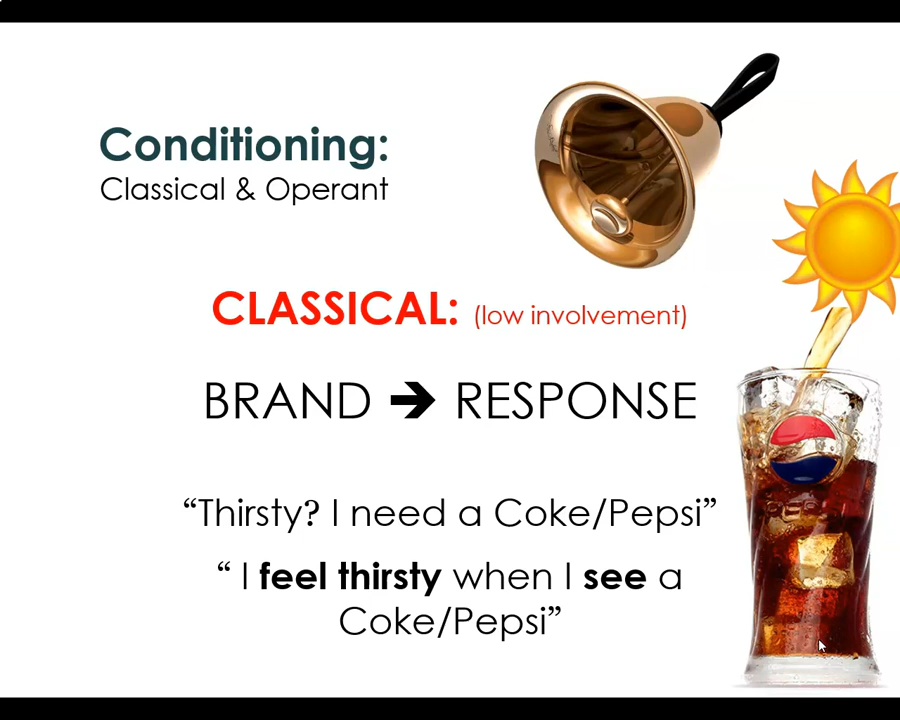 Conditioning:
Classical & Operant
CLASSICAL: (low involvement)
BRAND ➔ RESPONSE
“Thirsty? I need a Coke/Pepsi”
“ I feel thirsty when I see a
Coke/Pepsi”